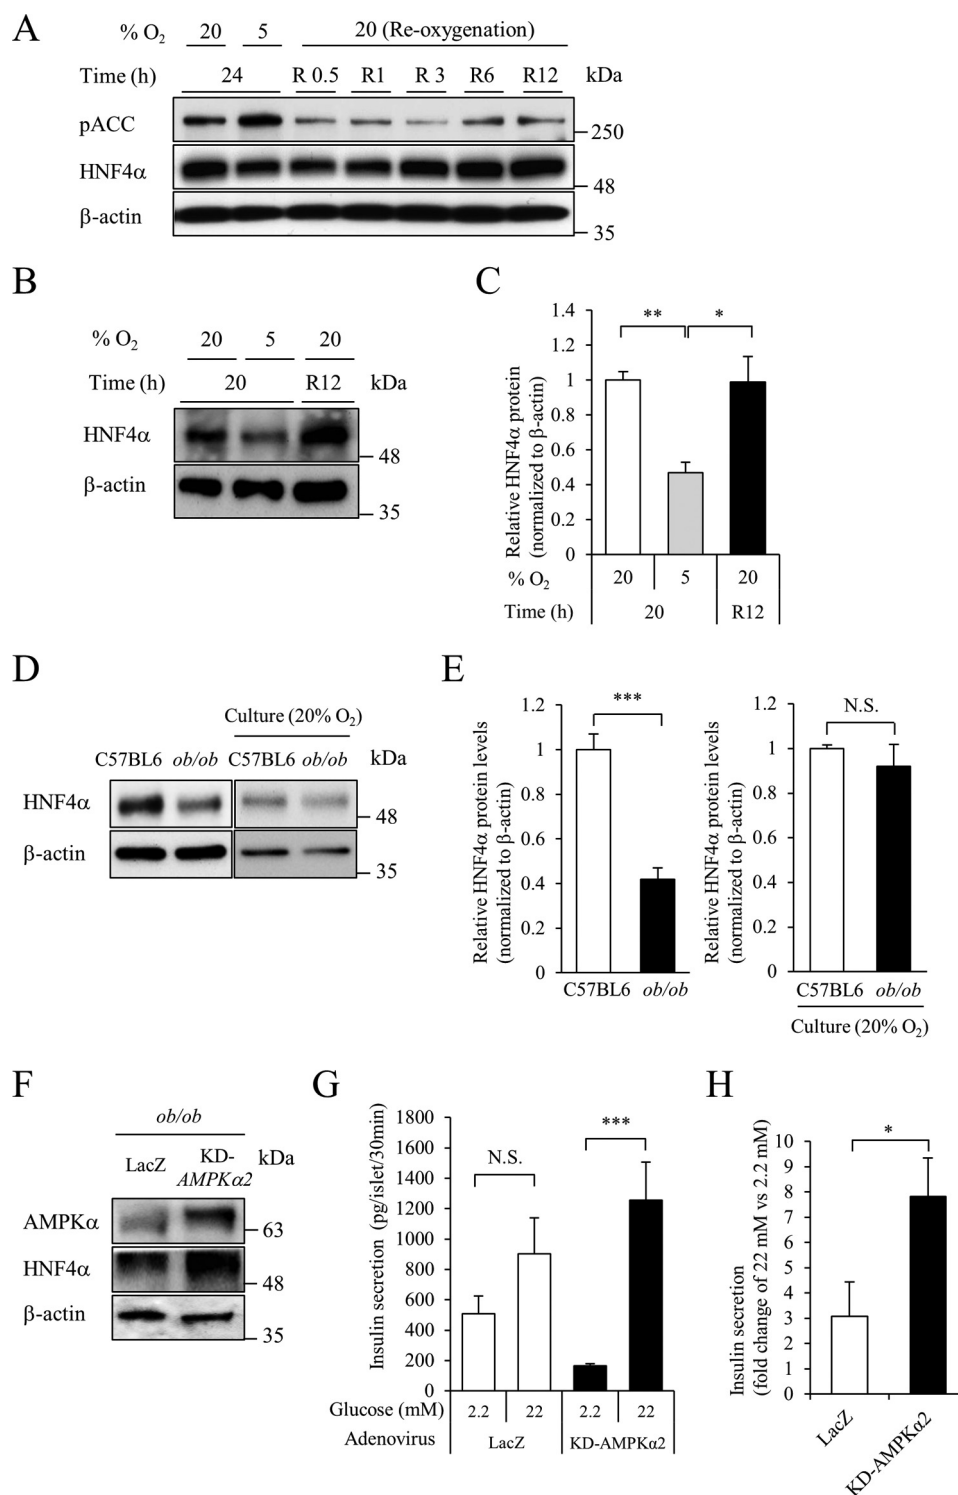 A
% O2 20 5 20 (Re-oxygenation)
Time (h) 24 R 0.5 R1 R 3 R6 R12 kDa
pACC 250
HNF4α 48
β-actin 35
B
% O2 20 5 20
Time (h) 20 R12 kDa
HNF4α 48
β-actin 35
C
Relative HNF4α protein
(normalized to β-actin)
1.4
1.2
1
0.8
0.6
0.4
0.2
0
** *
% O2 20 5 20
Time (h) 20 R12
D
Culture (20% O2)
C57BL6 ob/ob C57BL6 ob/ob kDa
HNF4α 48
β-actin 35
E
Relative HNF4α protein levels
(normalized to β-actin)
1.2
1
0.8
0.6
0.4
0.2
0
***
C57BL6 ob/ob
Relative HNF4α protein levels
(normalized to β-actin)
1.2
1
0.8
0.6
0.4
0.2
0
N.S.
C57BL6 ob/ob
Culture (20% O2)
F
ob/ob
LacZ KD-
AMPKα2
kDa
AMPKα 63
HNF4α 48
β-actin 35
G
Insulin secretion (pg/islet/30min)
1800
1600
1400
1200
1000
800
600
400
200
0
N.S. ***
Glucose (mM) 2.2 22 2.2 22
Adenovirus LacZ KD-AMPKα2
H
Insulin secretion
(fold change of 22 mM vs 2.2 mM)
10
9
8
7
6
5
4
3
2
1
0
*
LacZ
KD-AMPKα2